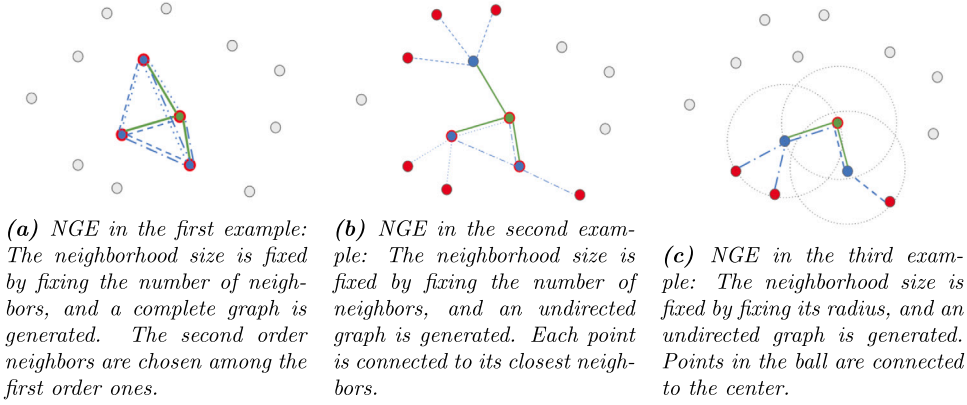 (a) NGE in the first example:
The neighborhood size is fixed
by fixing the number of neigh-
bors, and a complete graph is
generated. The second order
neighbors are chosen among the
first order ones.
(b) NGE in the second exam-
ple: The neighborhood size is
fixed by fixing the number of
neighbors, and an undirected
graph is generated. Each point
is connected to its closest neigh-
bors.
(c) NGE in the third exam-
ple: The neighborhood size is
fixed by fixing its radius, and an
undirected graph is generated.
Points in the ball are connected
to the center.